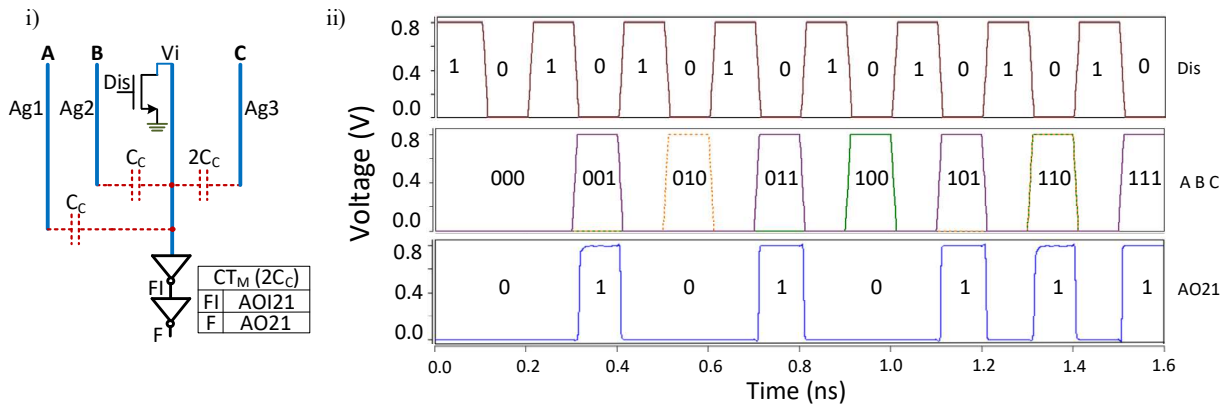 i)
A B Vi C
Dis
Ag1 Ag2 Ag3
C_C 2C_C
C_C
FI
F
CT_M (2C_C)
FI AOI21
F AO21
ii)
Voltage (V)
0.8
0.4
0.0
1 0 1 0 1 0 1 0 1 0 1 0 1 0 Dis
0.8
0.4
0.0
000 001 010 011 100 101 110 111 A B C
0.8
0.4
0.0
0 1 0 1 0 1 1 1 AO21
0.0 0.2 0.4 0.6 0.8 1.0 1.2 1.4 1.6
Time (ns)